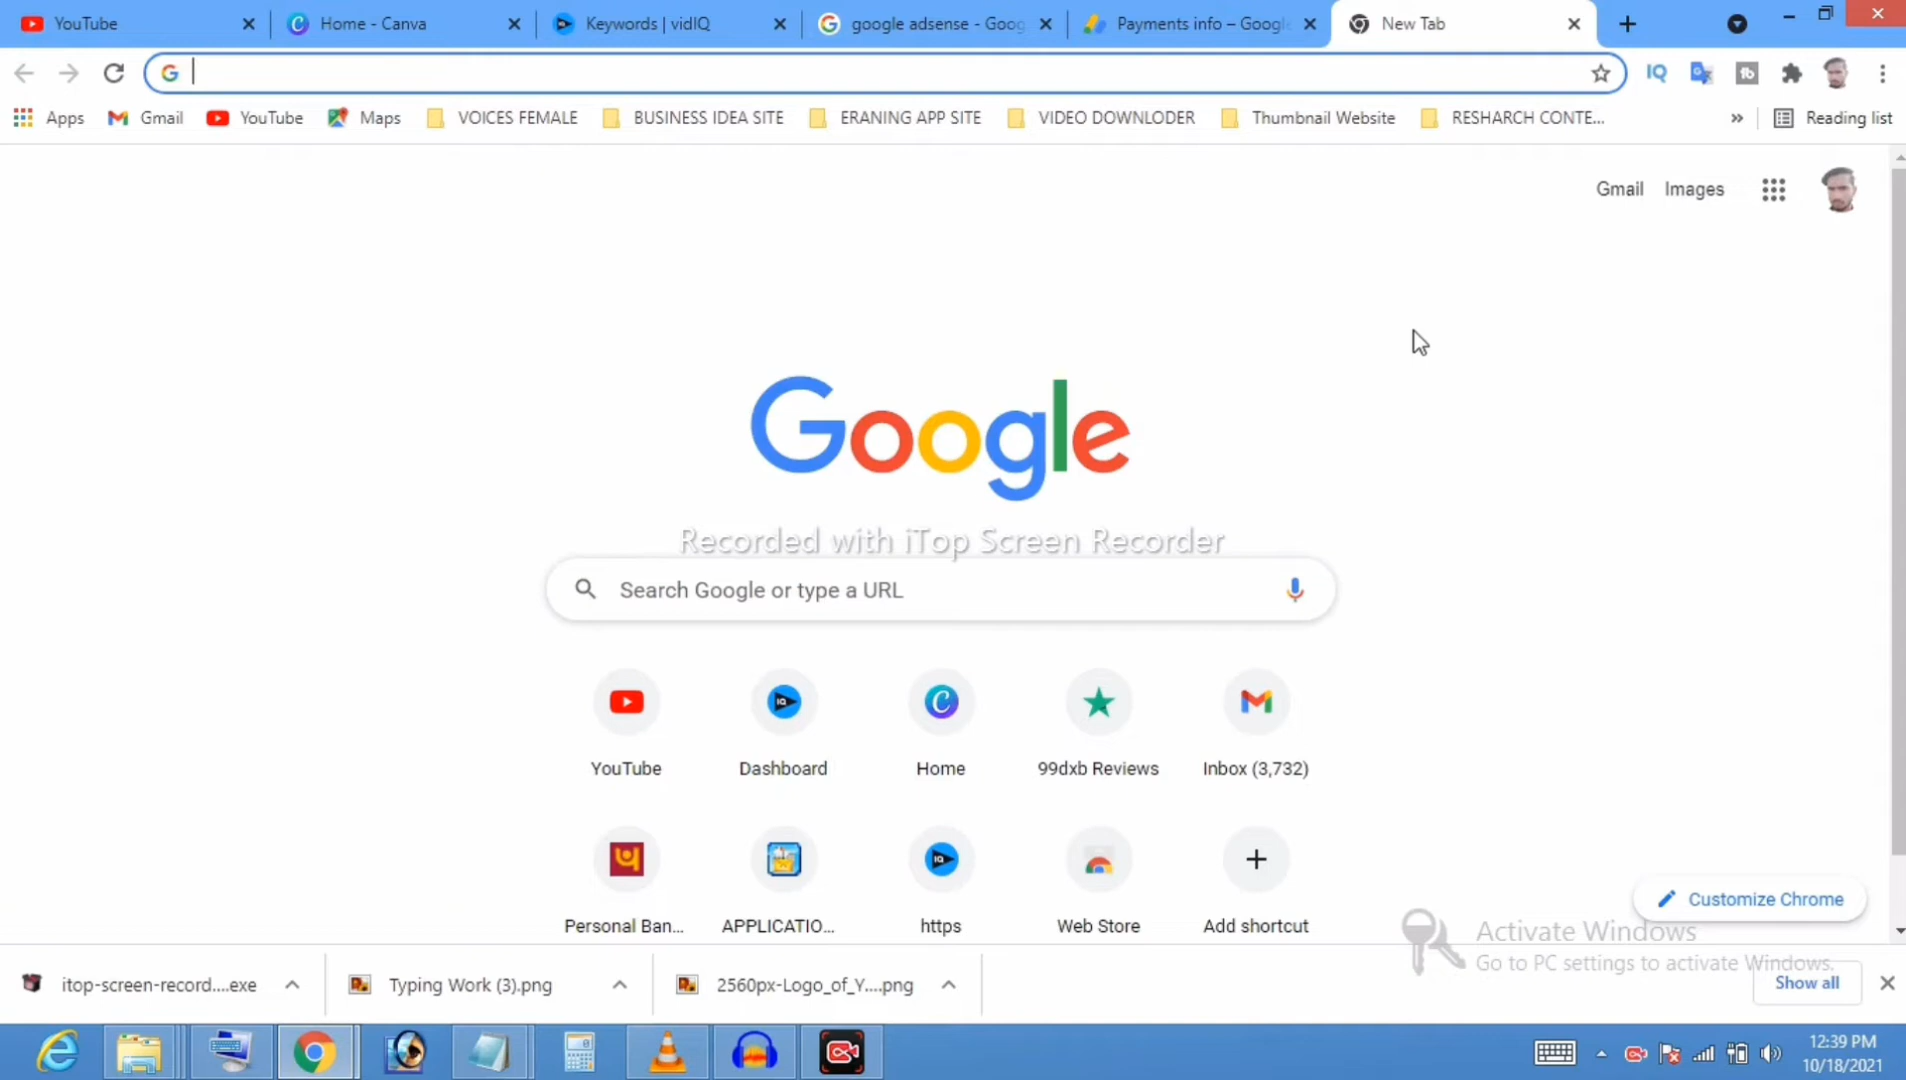 YouTube
Home - Canva
Keywords | vidIQ
google adsense - Goog
Payments info – Google
New Tab
Apps
Gmail
YouTube
Maps
VOICES FEMALE
BUSINESS IDEA SITE
ERANING APP SITE
VIDEO DOWNLODER
Thumbnail Website
RESHARCH CONTE...
»
Reading list
Gmail
Images
Google
Recorded with iTop Screen Recorder
Search Google or type a URL
YouTube
Dashboard
Home
99dxb Reviews
Inbox (3,732)
Personal Ban...
APPLICATIO...
https
Web Store
Add shortcut
Customize Chrome
Activate Windows
Go to PC settings to activate Windows.
itop-screen-record....exe
Typing Work (3).png
2560px-Logo_of_Y....png
Show all
12:39 PM
10/18/2021